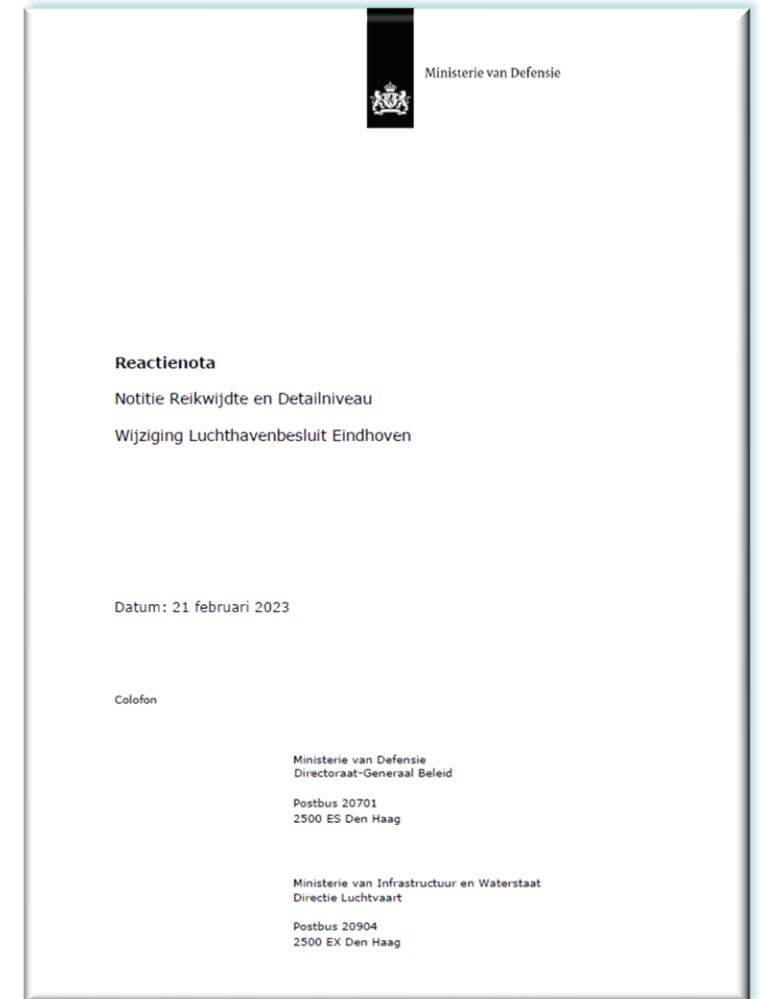 Ministerie van Defensie
Reactienota
Notitie Reikwijdte en Detailniveau
Wijziging Luchthavenbesluit Eindhoven
Datum: 21 februari 2023
Colofon
Ministerie van Defensie
Directoraat-Generaal Beleid
Postbus 20701
2500 ES Den Haag
Ministerie van Infrastructuur en Waterstaat
Directie Luchtvaart
Postbus 20904
2500 EX Den Haag